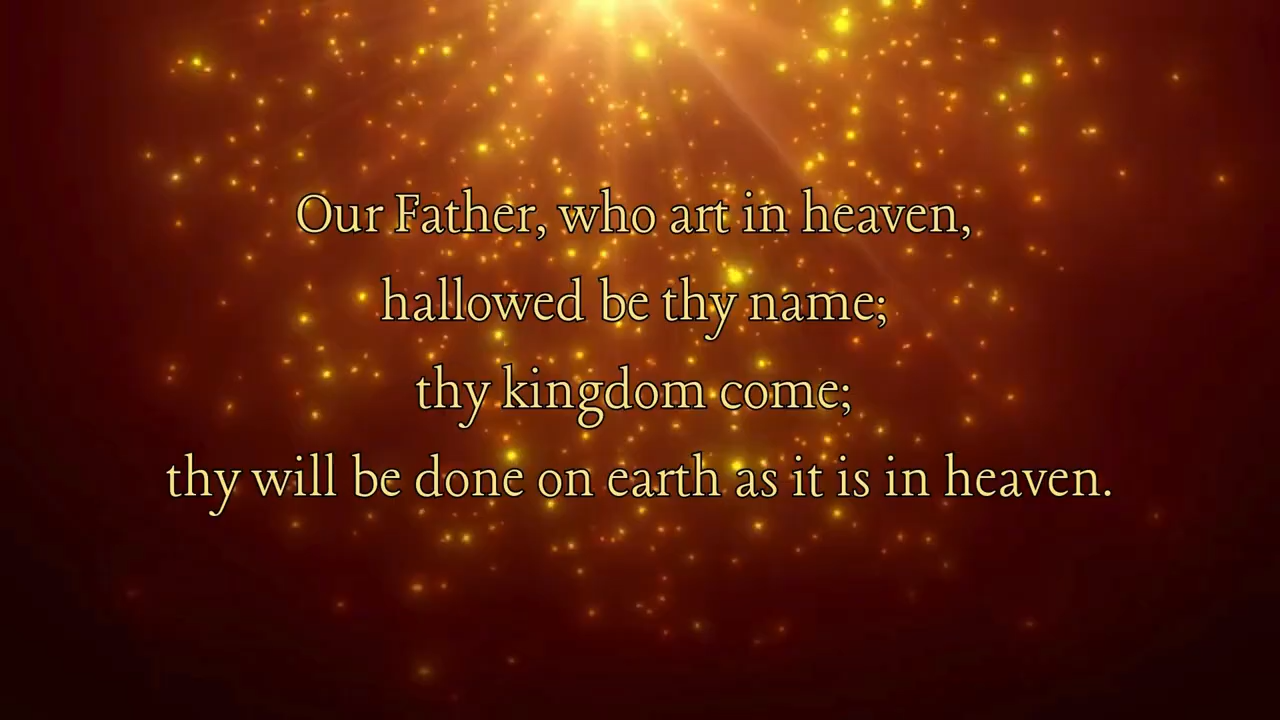 Our Father, who art in heaven,
hallowed be thy name;
thy kingdom come;
thy will be done on earth as it is in heaven.